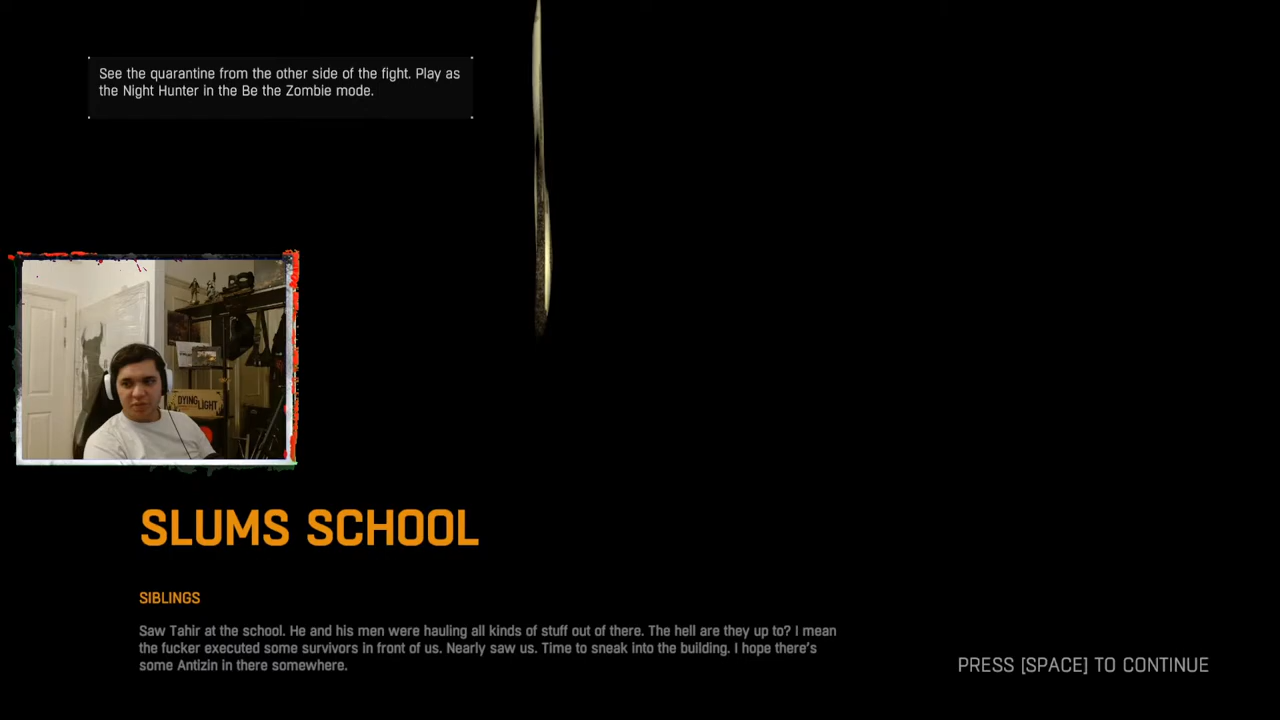 See the quarantine from the other side of the fight. Play as
the Night Hunter in the Be the Zombie mode.
DYING LIGHT
SLUMS SCHOOL
SIBLINGS
Saw Tahir at the school. He and his men were hauling all kinds of stuff out of there. The hell are they up to? I mean
the fucker executed some survivors in front of us. Nearly saw us. Time to sneak into the building. I hope there's
some Antizin in there somewhere.
PRESS [SPACE] TO CONTINUE